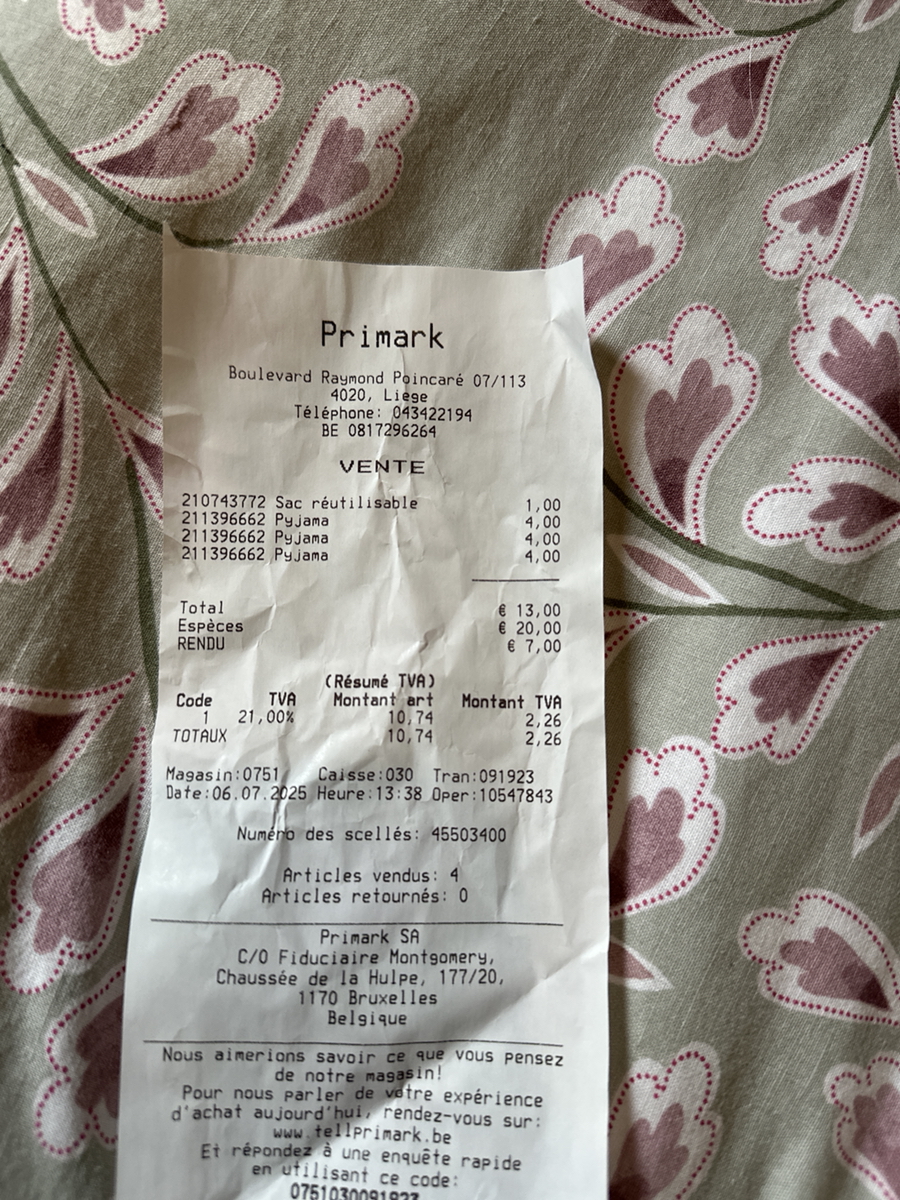 Primark
Boulevard Raymond Poincaré 07/113
4020, Liège
Téléphone: 043422194
BE 0817296264
VENTE
210743772 Sac réutilisable 1,00
211396662 Pyjama 4,00
211396662 Pyjama 4,00
211396662 Pyjama 4,00
Total € 13,00
Espèces € 20,00
RENDU € 7,00
(Résumé TVA)
Code TVA Montant art Montant TVA
1 21,00% 10,74 2,26
TOTAUX 10,74 2,26
Magasin:0751 Caisse:030 Tran:091923
Date:06.07.2025 Heure:13:38 Oper:10547843
Numéro des scellés: 45503400
Articles vendus: 4
Articles retournés: 0
Primark SA
C/O Fiduciaire Montgomery,
Chaussée de la Hulpe, 177/20,
1170 Bruxelles
Belgique
Nous aimerions savoir ce que vous pensez
de notre magasin!
Pour nous parler de votre expérience
d'achat aujourd'hui, rendez-vous sur:
www.tellprimark.be
Et répondez à une enquête rapide
en utilisant ce code:
0751030091923